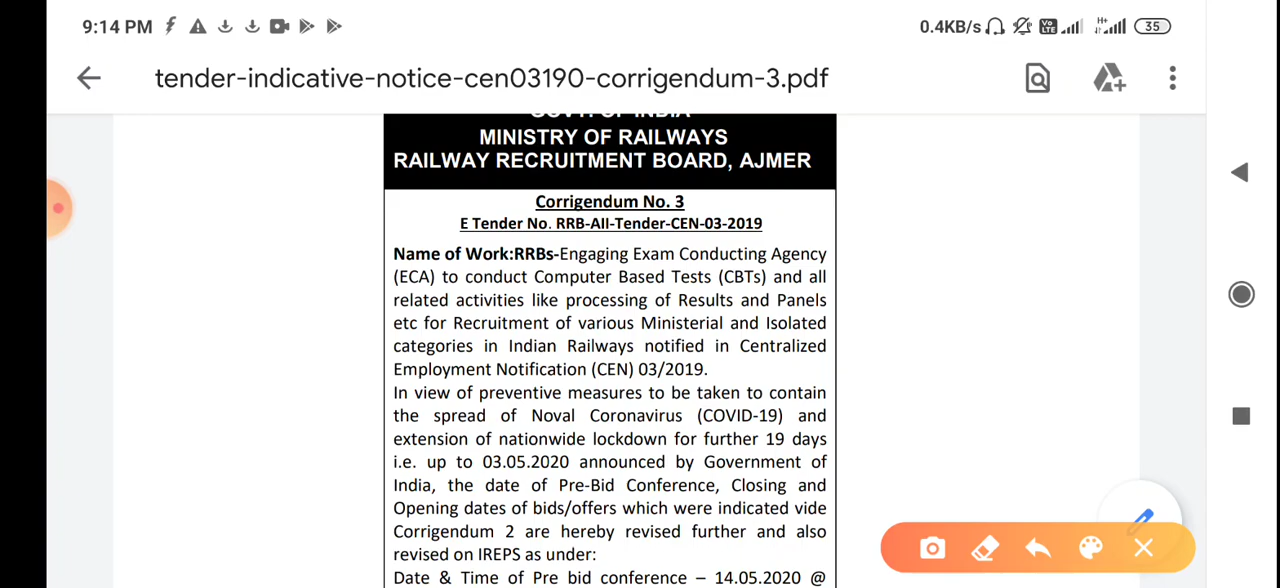 9:14 PM
0.4KB/s
Vo
LTE
H+
35
tender-indicative-notice-cen03190-corrigendum-3.pdf
GOVT. OF INDIA
MINISTRY OF RAILWAYS
RAILWAY RECRUITMENT BOARD, AJMER
Corrigendum No. 3
E Tender No. RRB-All-Tender-CEN-03-2019
Name of Work:RRBs-Engaging Exam Conducting Agency
(ECA) to conduct Computer Based Tests (CBTs) and all
related activities like processing of Results and Panels
etc for Recruitment of various Ministerial and Isolated
categories in Indian Railways notified in Centralized
Employment Notification (CEN) 03/2019.
In view of preventive measures to be taken to contain
the spread of Noval Coronavirus (COVID-19) and
extension of nationwide lockdown for further 19 days
i.e. up to 03.05.2020 announced by Government of
India, the date of Pre-Bid Conference, Closing and
Opening dates of bids/offers which were indicated vide
Corrigendum 2 are hereby revised further and also
revised on IREPS as under:
Date & Time of Pre bid conference – 14.05.2020 @